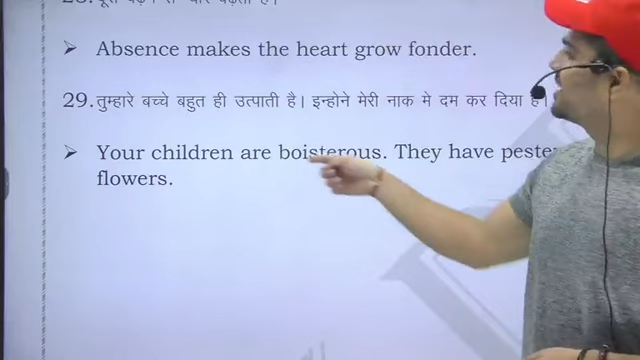 Absence makes the heart grow fonder.
29. तुम्हारे बच्चे बहुत ही उत्पाती है। इन्होने मेरी नाक मे दम कर दिया है।
Your children are boisterous. They have
flowers.